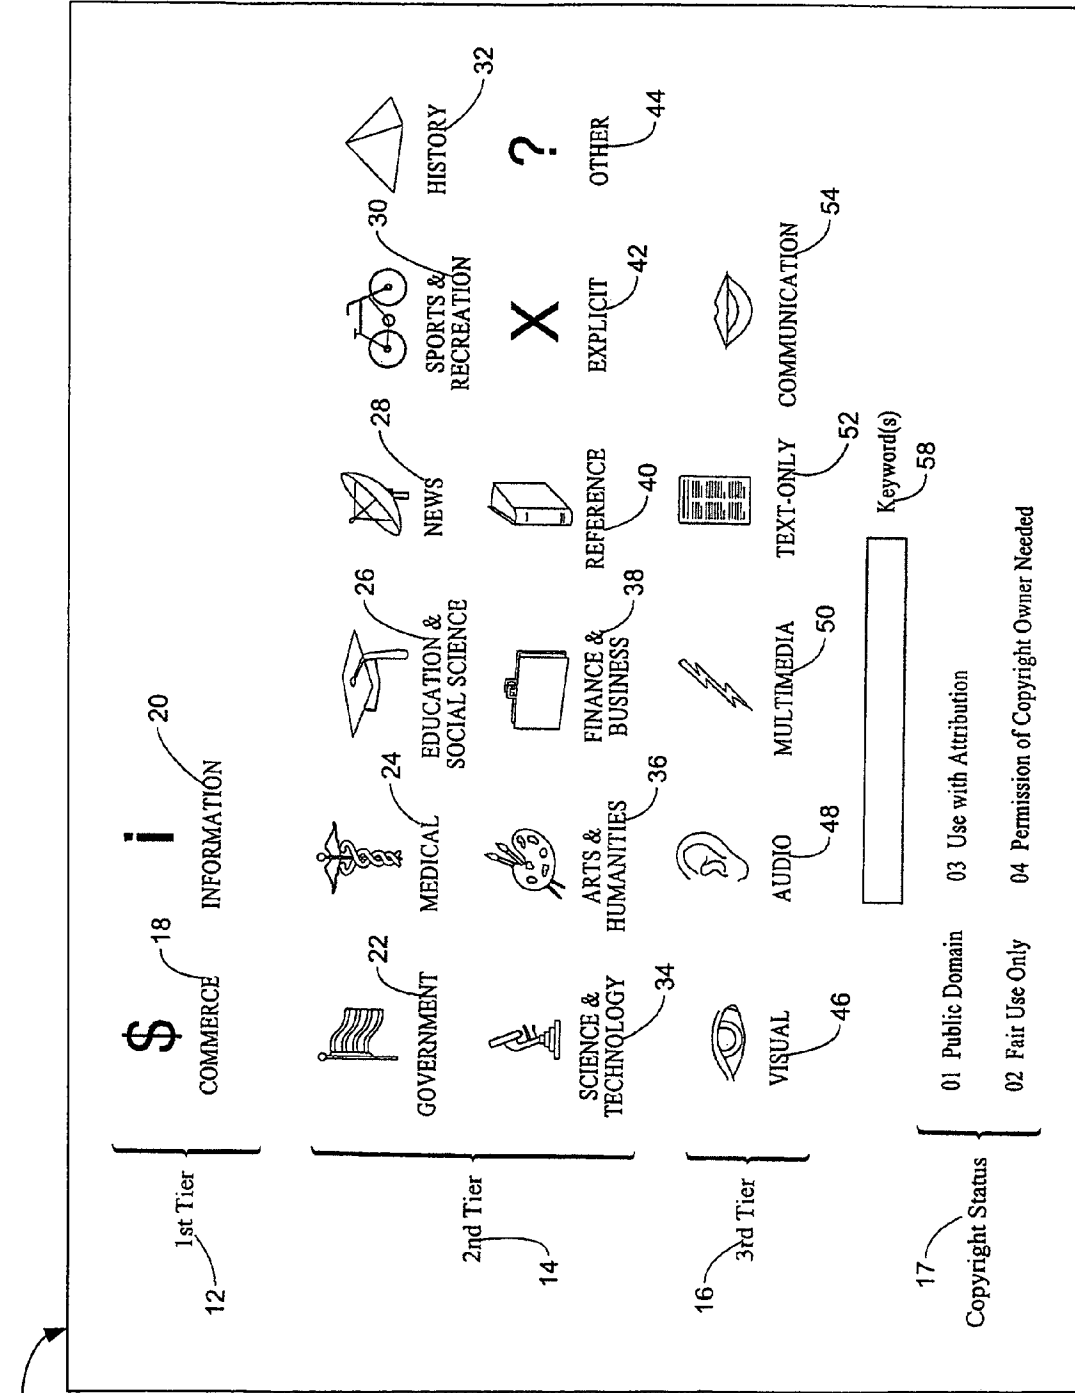 $ i
18 20
COMMERCE INFORMATION
1st Tier
12
22 24 26 28 30 32
GOVERNMENT MEDICAL EDUCATION & NEWS SPORTS & HISTORY
SOCIAL SCIENCE RECREATION
2nd Tier
14
X ?
SCIENCE & ARTS & FINANCE & REFERENCE EXPLICIT OTHER
TECHNOLOGY HUMANITIES BUSINESS
34 36 38 40 42 44
3rd Tier
16
VISUAL AUDIO MULTIMEDIA TEXT-ONLY COMMUNICATION
46 48 50 52 54
Keyword(s)
58
17
Copyright Status
01 Public Domain 03 Use with Attribution
02 Fair Use Only 04 Permission of Copyright Owner Needed